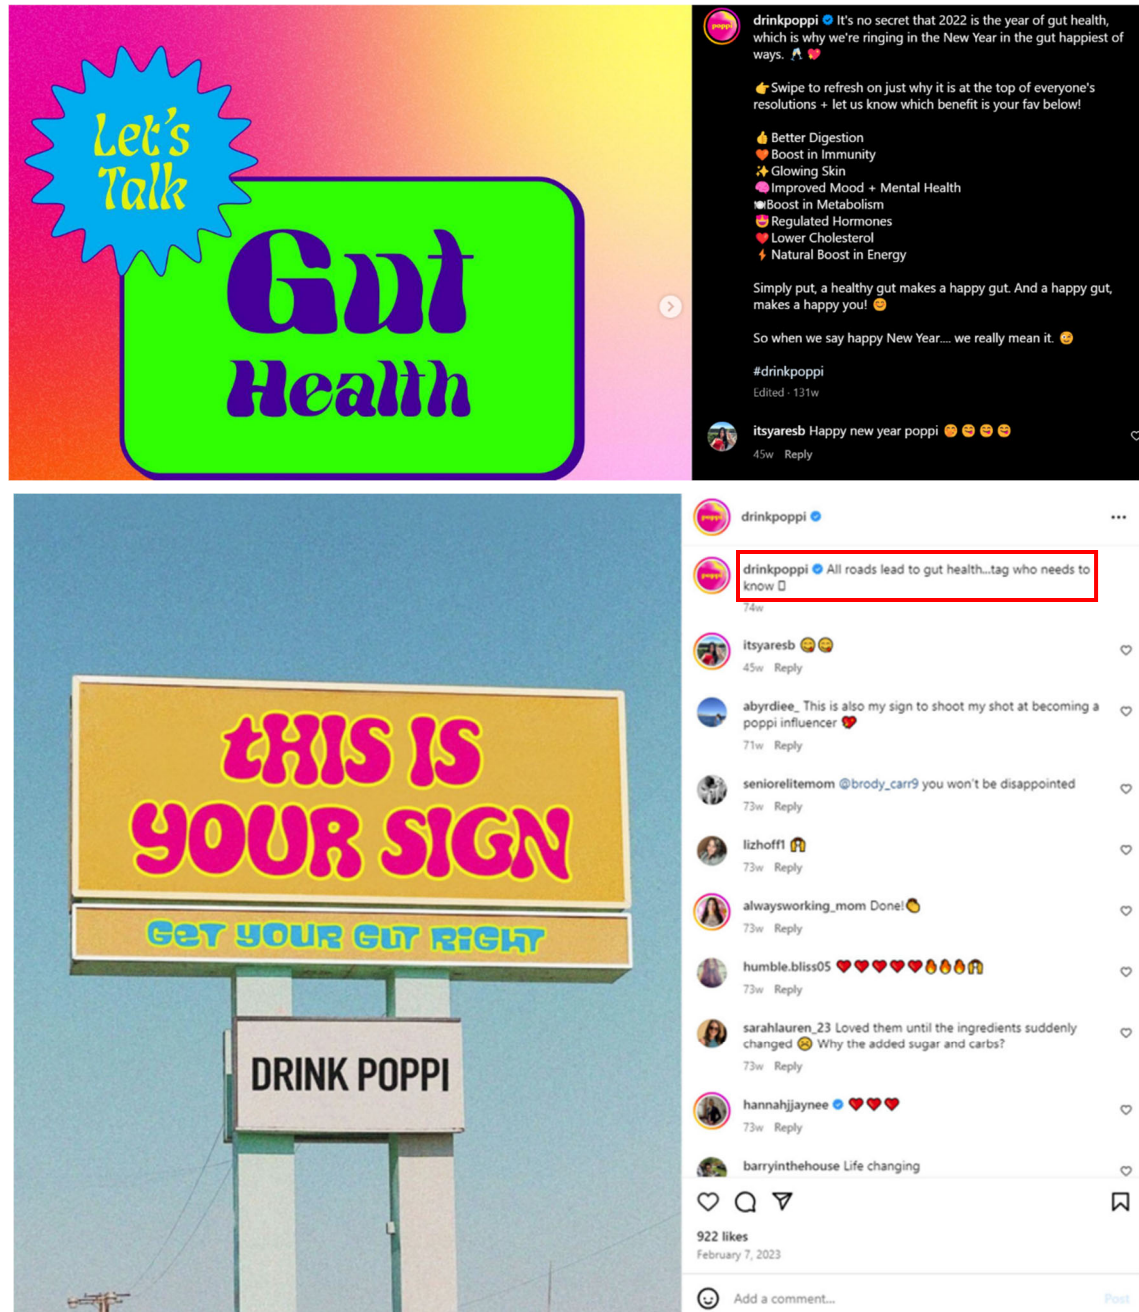 Let's
Talk
Gut
Health
poppi
drinkpoppi It's no secret that 2022 is the year of gut health,
which is why we're ringing in the New Year in the gut happiest of
ways. 🥂 💖
👉Swipe to refresh on just why it is at the top of everyone's
resolutions + let us know which benefit is your fav below!
👍 Better Digestion
🧡 Boost in Immunity
✨ Glowing Skin
🧠 Improved Mood + Mental Health
🍽Boost in Metabolism
😍 Regulated Hormones
❤️ Lower Cholesterol
⚡ Natural Boost in Energy
Simply put, a healthy gut makes a happy gut. And a happy gut,
makes a happy you! 😊
So when we say happy New Year.... we really mean it. 😉
#drinkpoppi
Edited · 131w
itsyaresb Happy new year poppi 🤭 😋 😋 😋
45w Reply
tHIS IS
YOUR SIGN
GET YOUR GUT RiGHT
DRINK POPPI
poppi
drinkpoppi
poppi
drinkpoppi All roads lead to gut health...tag who needs to
know
74w
itsyaresb 😋 😋
45w Reply
abyrdiee_ This is also my sign to shoot my shot at becoming a
poppi influencer 💖
71w Reply
seniorelitemom @brody_carr9 you won't be disappointed
73w Reply
lizhoff1 🙌
73w Reply
alwaysworking_mom Done!👏
73w Reply
humble.bliss05 ❤️❤️❤️❤️❤️🔥🔥🔥🙌
73w Reply
sarahlauren_23 Loved them until the ingredients suddenly
changed ☹️ Why the added sugar and carbs?
73w Reply
hannahjjaynee ❤️ ❤️ ❤️
73w Reply
barryinthehouse Life changing
922 likes
February 7, 2023
Add a comment...
Post